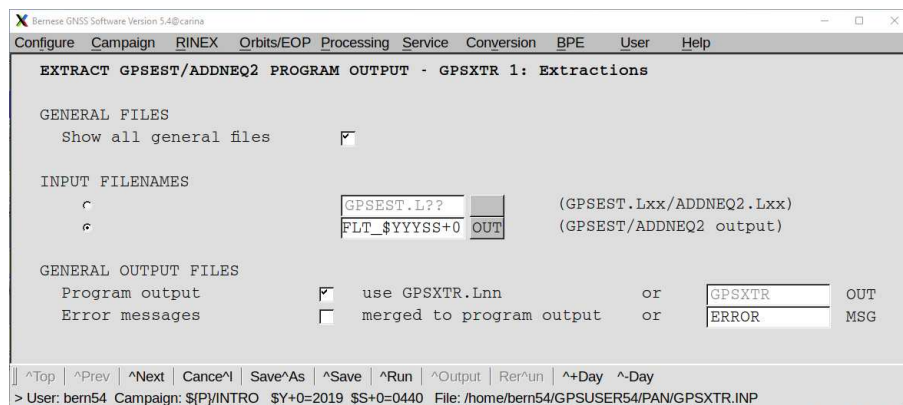 Bernese GNSS Software Version 5.4@carina
Configure Campaign RINEX Orbits/EOP Processing Service Conversion BPE User Help
EXTRACT GPSEST/ADDNEQ2 PROGRAM OUTPUT - GPSXTR 1: Extractions
GENERAL FILES
Show all general files
INPUT FILENAMES
GPSEST.L?? (GPSEST.Lxx/ADDNEQ2.Lxx)
FLT_$YYYSS+0 OUT (GPSEST/ADDNEQ2 output)
GENERAL OUTPUT FILES
Program output use GPSXTR.Lnn or GPSXTR OUT
Error messages merged to program output or ERROR MSG
^Top | ^Prev | ^Next | Cance^l | Save^As | ^Save | ^Run | ^Output | Rer^un | ^+Day ^-Day
> User: bern54 Campaign: ${P}/INTRO $Y+0=2019 $S+0=0440 File: /home/bern54/GPSUSER54/PAN/GPSXTR.INP